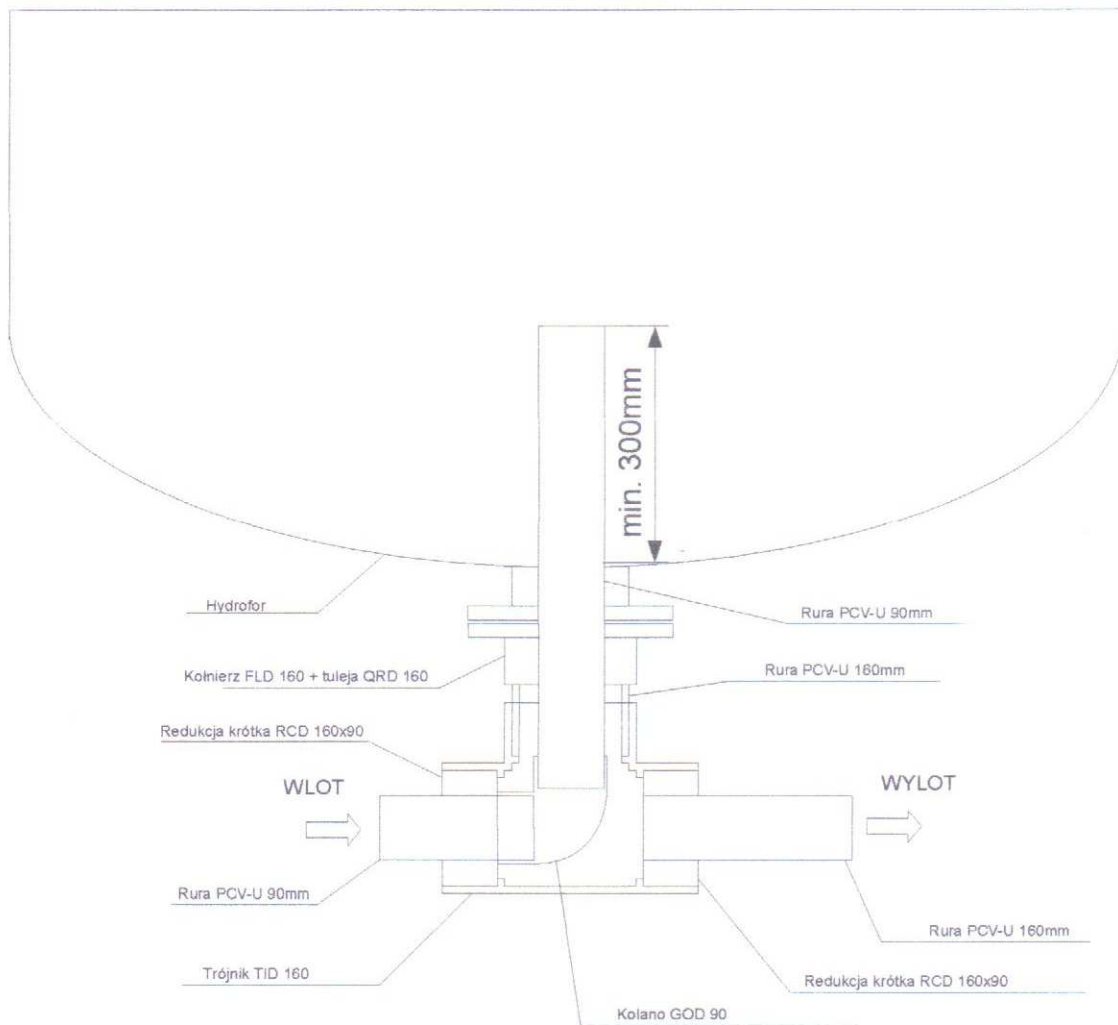 min. 300mm
Hydrofor
Rura PCV-U 90mm
Kołnierz FLD 160 + tuleja QRD 160
Rura PCV-U 160mm
Redukcja krótka RCD 160x90
WLOT
WYLOT
Rura PCV-U 90mm
Rura PCV-U 160mm
Trójnik TID 160
Redukcja krótka RCD 160x90
Kolano GOD 90